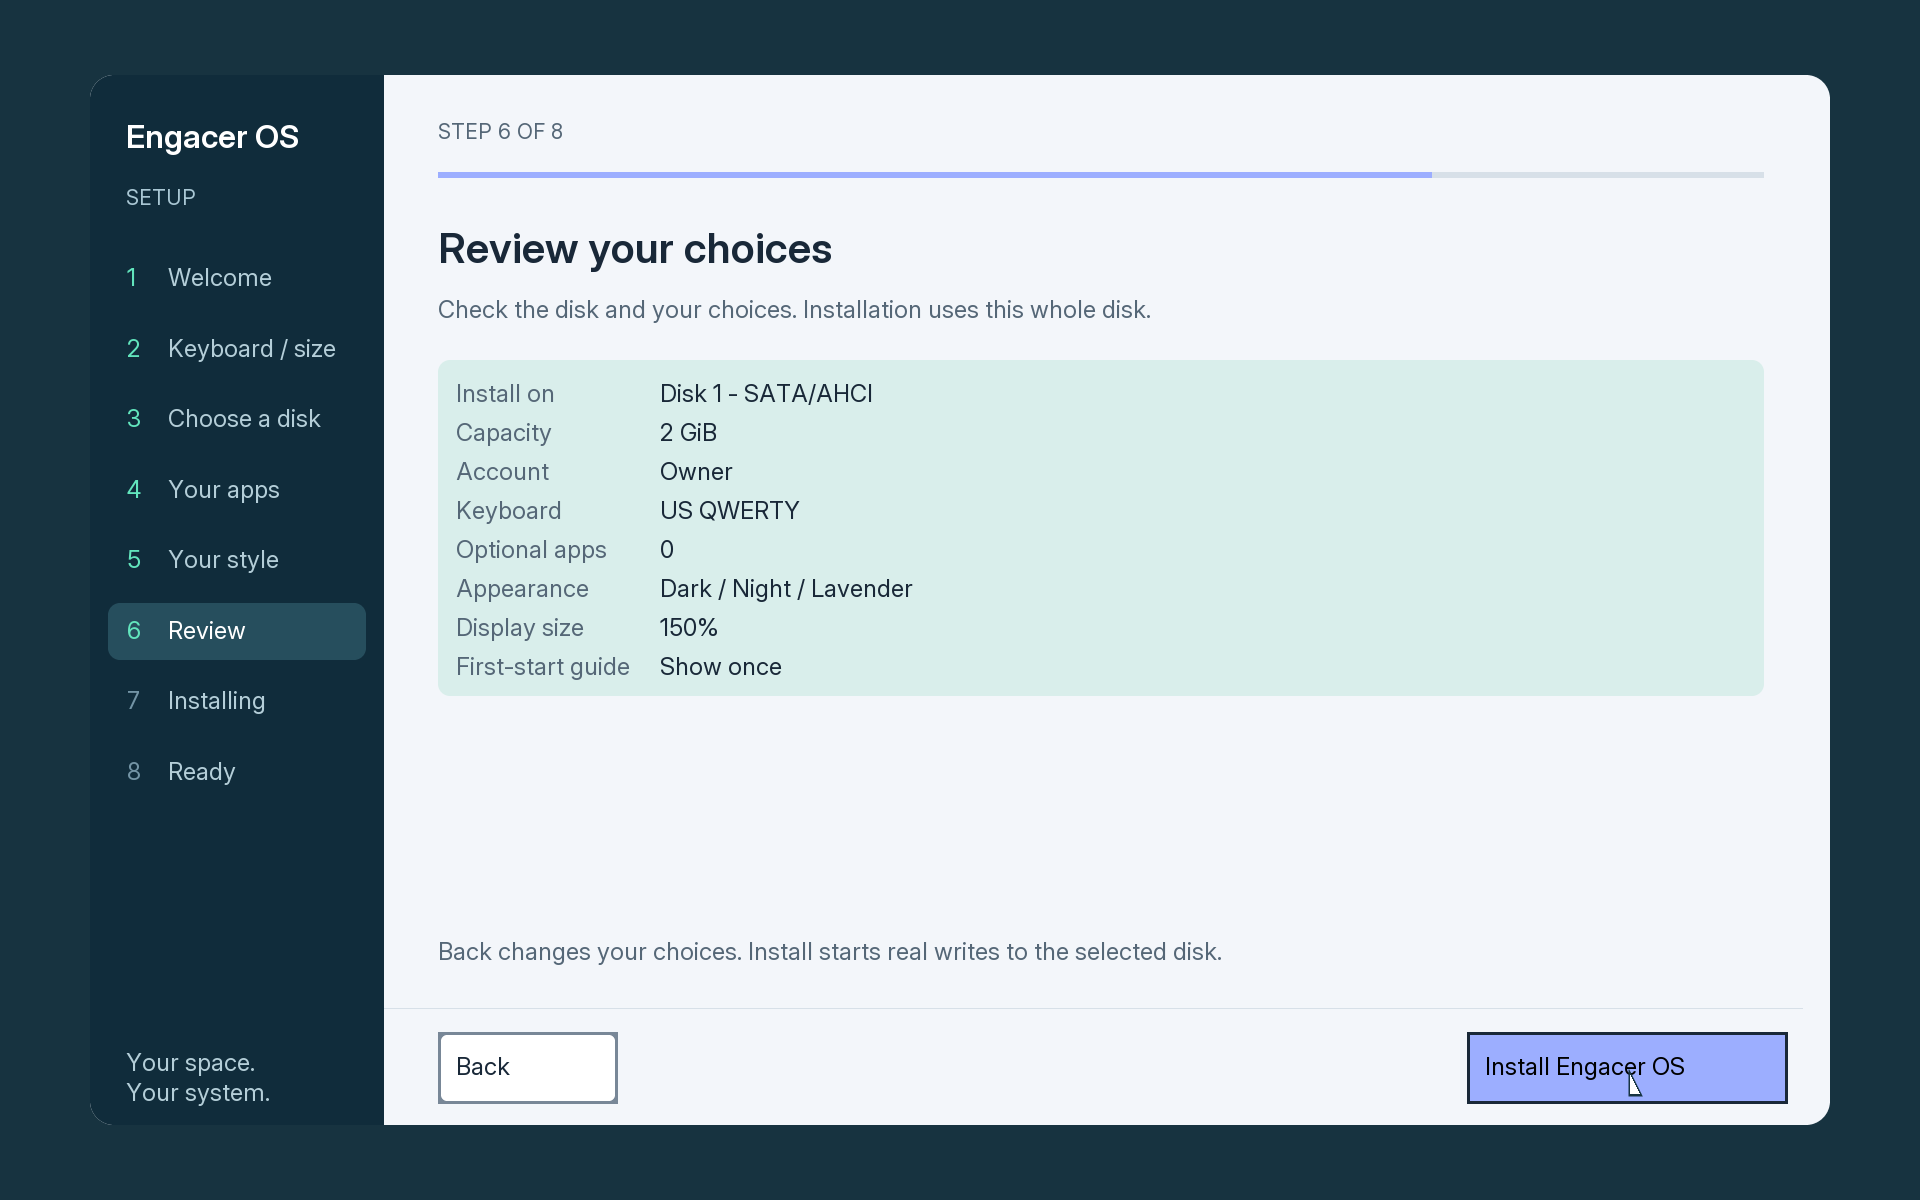 Engacer OS
SETUP
1 Welcome
2 Keyboard / size
3 Choose a disk
4 Your apps
5 Your style
6 Review
7 Installing
8 Ready
Your space.
Your system.
STEP 6 OF 8
Review your choices
Check the disk and your choices. Installation uses this whole disk.
Install on Disk 1 - SATA/AHCI
Capacity 2 GiB
Account Owner
Keyboard US QWERTY
Optional apps 0
Appearance Dark / Night / Lavender
Display size 150%
First-start guide Show once
Back changes your choices. Install starts real writes to the selected disk.
Back
Install Engacer OS